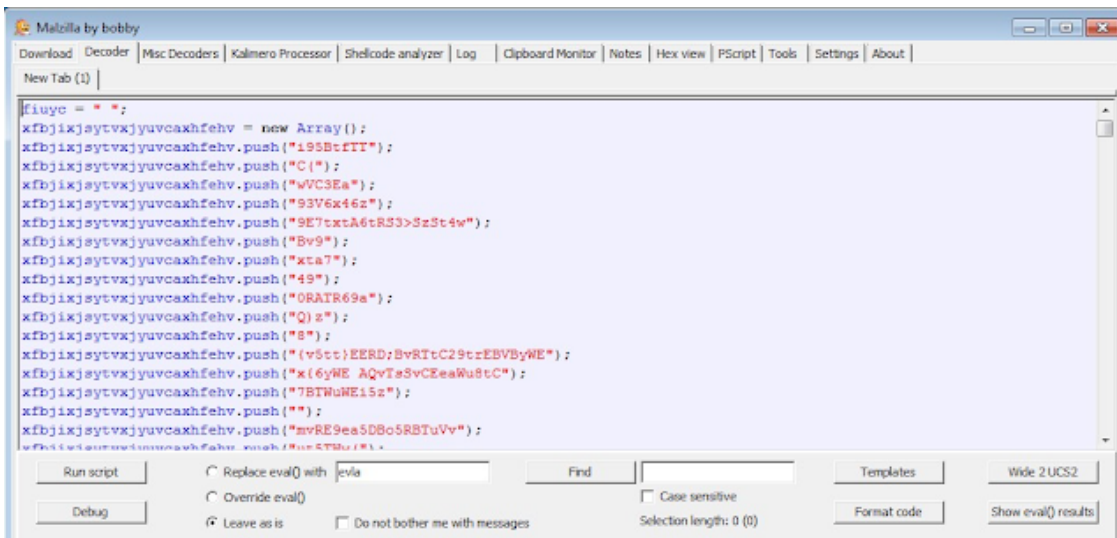 Malzilla by bobby
Download Decoder Misc Decoders Kalimero Processor Shellcode analyzer Log Clipboard Monitor Notes Hex view PScript Tools Settings About
New Tab (1)
fiuyc = " ";
xfbjixjsytvxjyuvcaxhfehv = new Array();
xfbjixjsytvxjyuvcaxhfehv.push("i95BtfTT");
xfbjixjsytvxjyuvcaxhfehv.push("C(");
xfbjixjsytvxjyuvcaxhfehv.push("wVC3Ea");
xfbjixjsytvxjyuvcaxhfehv.push("93V6x46z");
xfbjixjsytvxjyuvcaxhfehv.push("9E7txtA6tRS3>SzSt4w");
xfbjixjsytvxjyuvcaxhfehv.push("Bv9");
xfbjixjsytvxjyuvcaxhfehv.push("xta7");
xfbjixjsytvxjyuvcaxhfehv.push("49");
xfbjixjsytvxjyuvcaxhfehv.push("0RATR69a");
xfbjixjsytvxjyuvcaxhfehv.push("Q)z");
xfbjixjsytvxjyuvcaxhfehv.push("8");
xfbjixjsytvxjyuvcaxhfehv.push("{v5tt}EERD;BvRTtC29trEBVByWE");
xfbjixjsytvxjyuvcaxhfehv.push("x(6yWE AQvTsSvCEeaWu8tC");
xfbjixjsytvxjyuvcaxhfehv.push("7BTWuWEi5z");
xfbjixjsytvxjyuvcaxhfehv.push("");
xfbjixjsytvxjyuvcaxhfehv.push("mvRE9ea5DBo5RBTuVv");
Run script Replace eval() with evla Find Templates Wide 2 UCS2
Override eval() Case sensitive
Debug Leave as is Do not bother me with messages Selection length: 0 (0) Format code Show eval() results